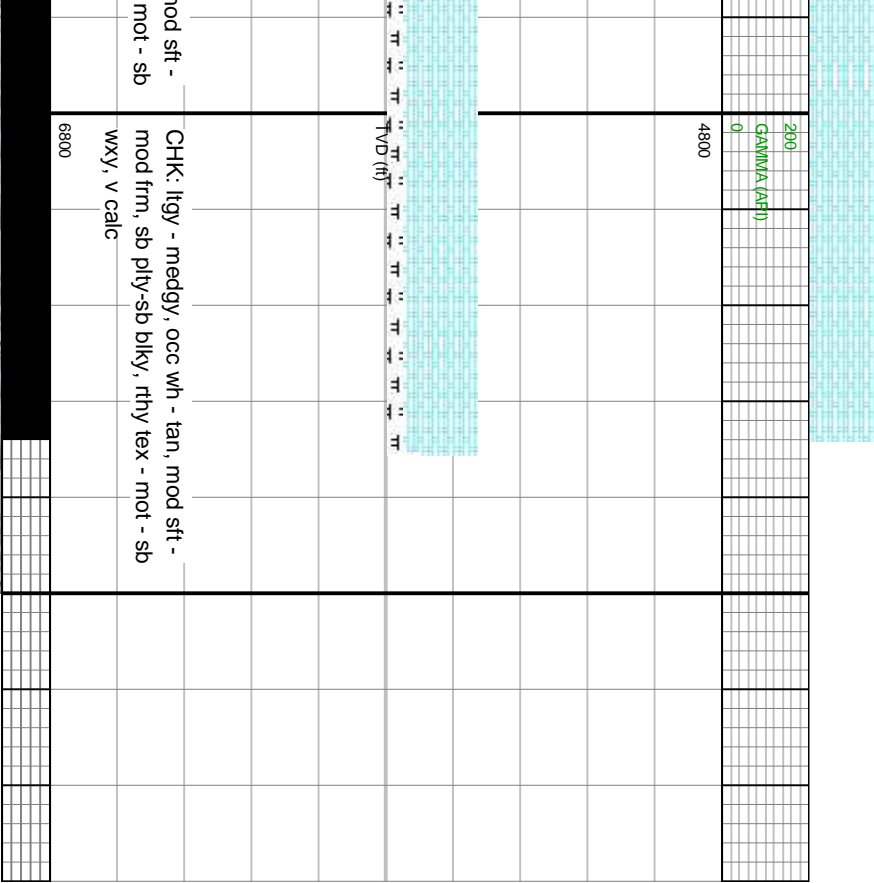 200
GAMMA (API)
0
4800
TVD (ft)
6800
mod sft -
mot - sb
CHK: ltgy - medgy, occ wh - tan, mod sft -
mod frm, sb plty-sb blky, rthy tex - mot - sb
wxy, v calc